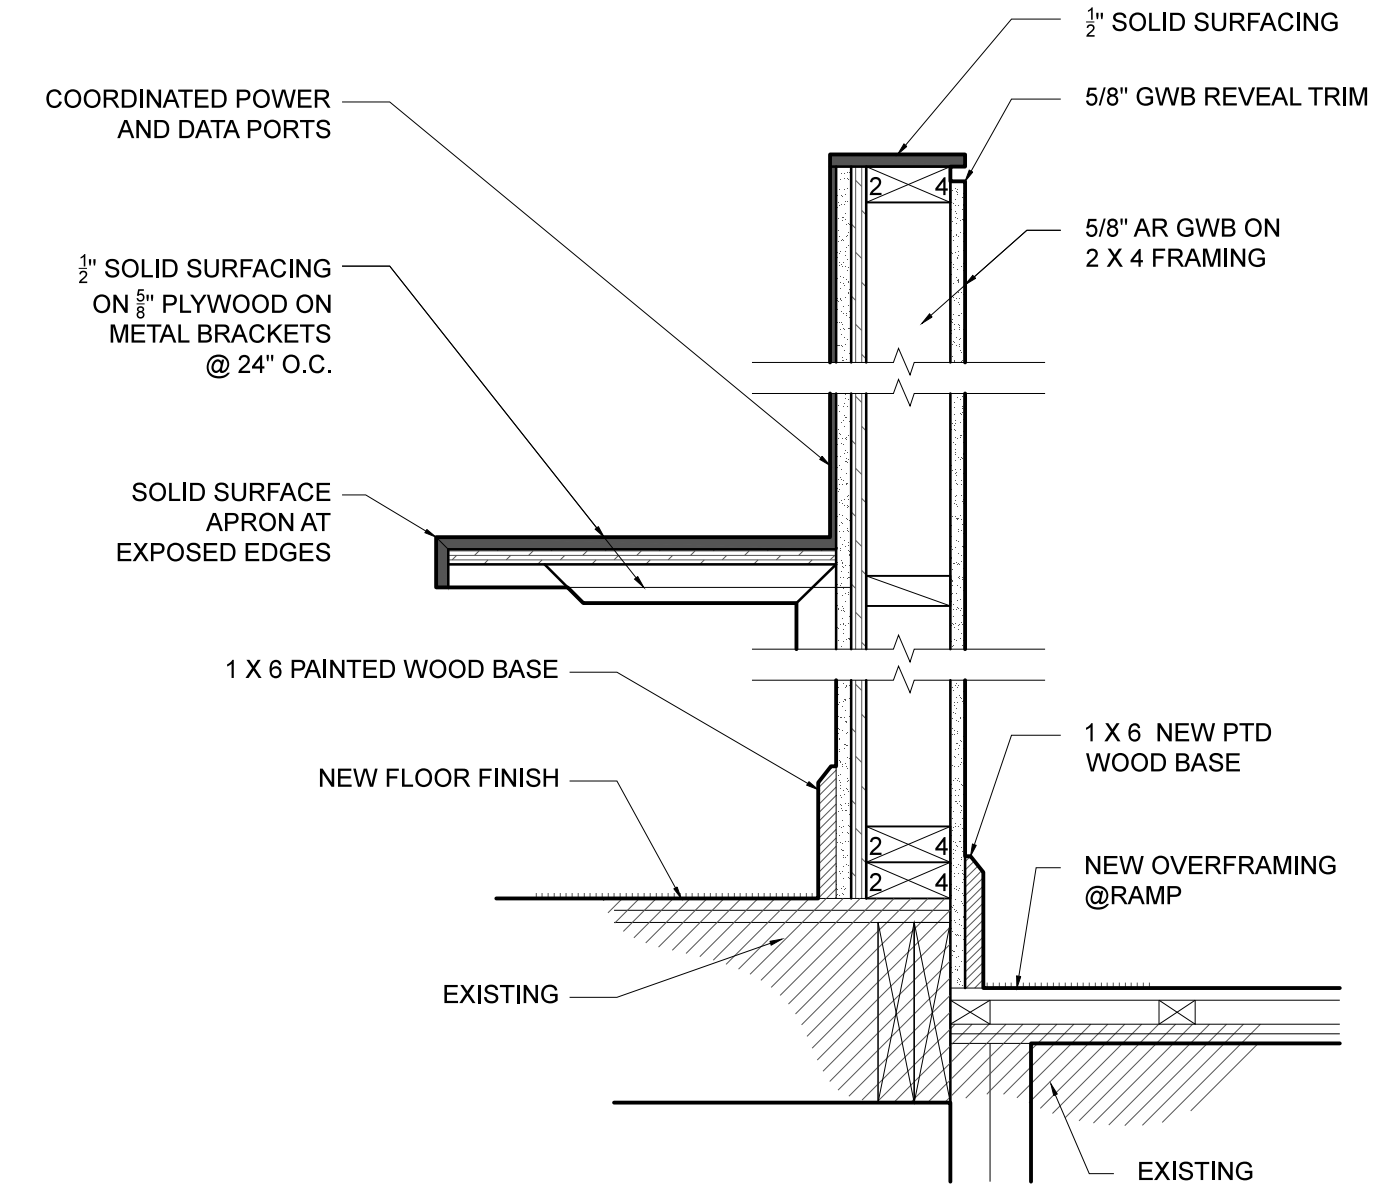 ½" SOLID SURFACING
5/8" GWB REVEAL TRIM
COORDINATED POWER
AND DATA PORTS
2 4
5/8" AR GWB ON
2 X 4 FRAMING
½" SOLID SURFACING
ON ⅝" PLYWOOD ON
METAL BRACKETS
@ 24" O.C.
SOLID SURFACE
APRON AT
EXPOSED EDGES
1 X 6 PAINTED WOOD BASE
1 X 6 NEW PTD
WOOD BASE
NEW FLOOR FINISH
2 4
2 4
NEW OVERFRAMING
@RAMP
EXISTING
EXISTING